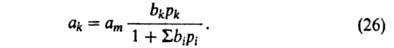 a_k = a_m \frac{b_k p_k}{1 + \Sigma b_i p_i}. (26)